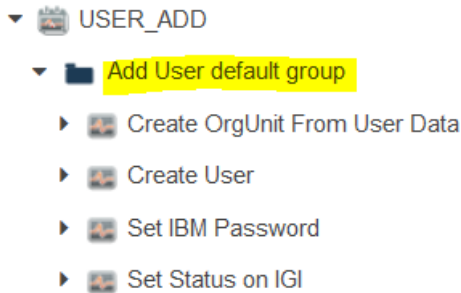 USER_ADD
Add User default group
Create OrgUnit From User Data
Create User
Set IBM Password
Set Status on IGI